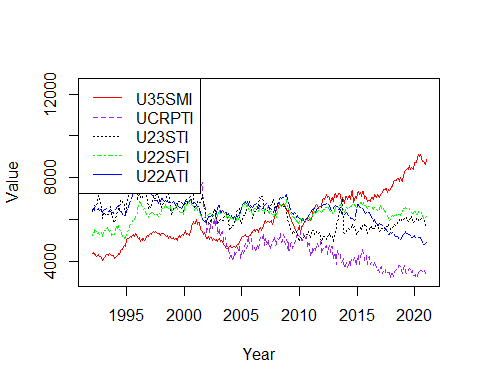 12000
8000
4000
Value
U35SMI
UCRPTI
U23STI
U22SFI
U22ATI
1995 2000 2005 2010 2015 2020
Year